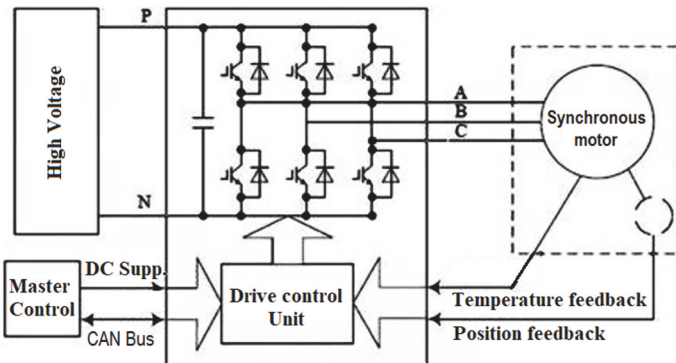 P
High Voltage
N
A
B
C
Synchronous
motor
Master
Control
DC Supp.
CAN Bus
Drive control
Unit
Temperature feedback
Position feedback